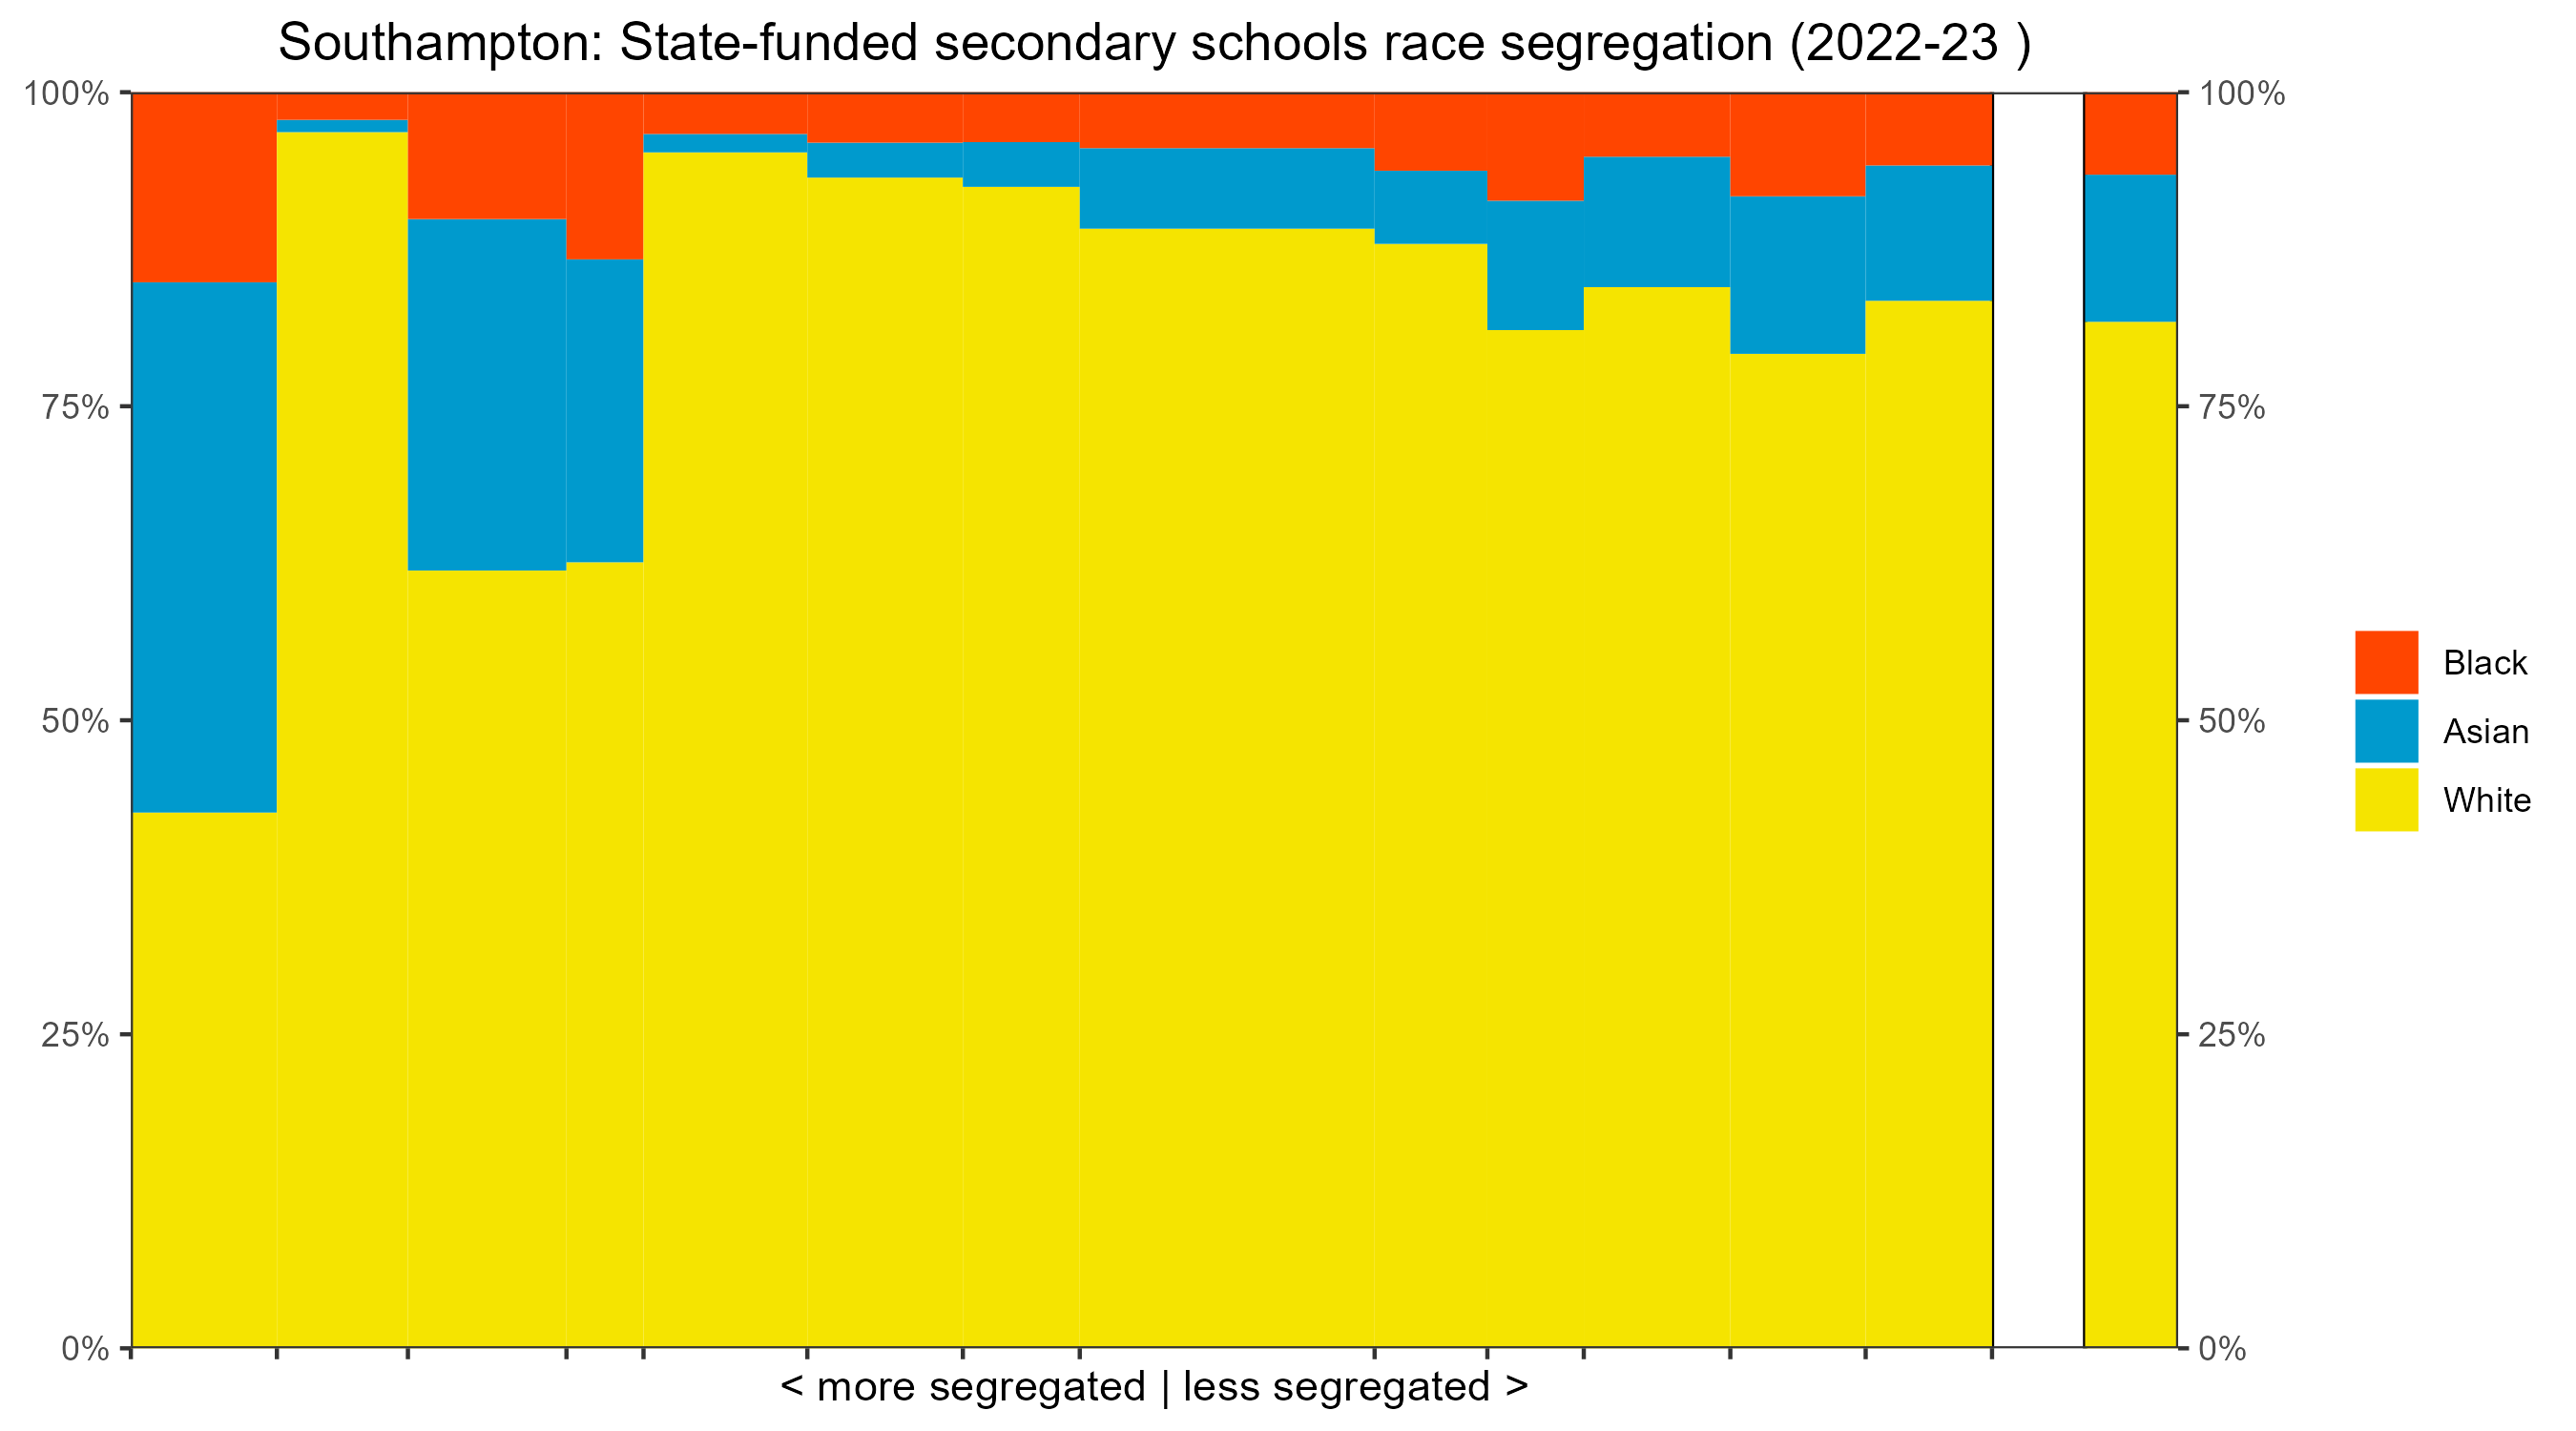 Southampton: State-funded secondary schools race segregation (2022-23 )
100%
100%
75%
75%
Black
50%
50%
Asian
White
25%
25%
0%
0%
< more segregated | less segregated >